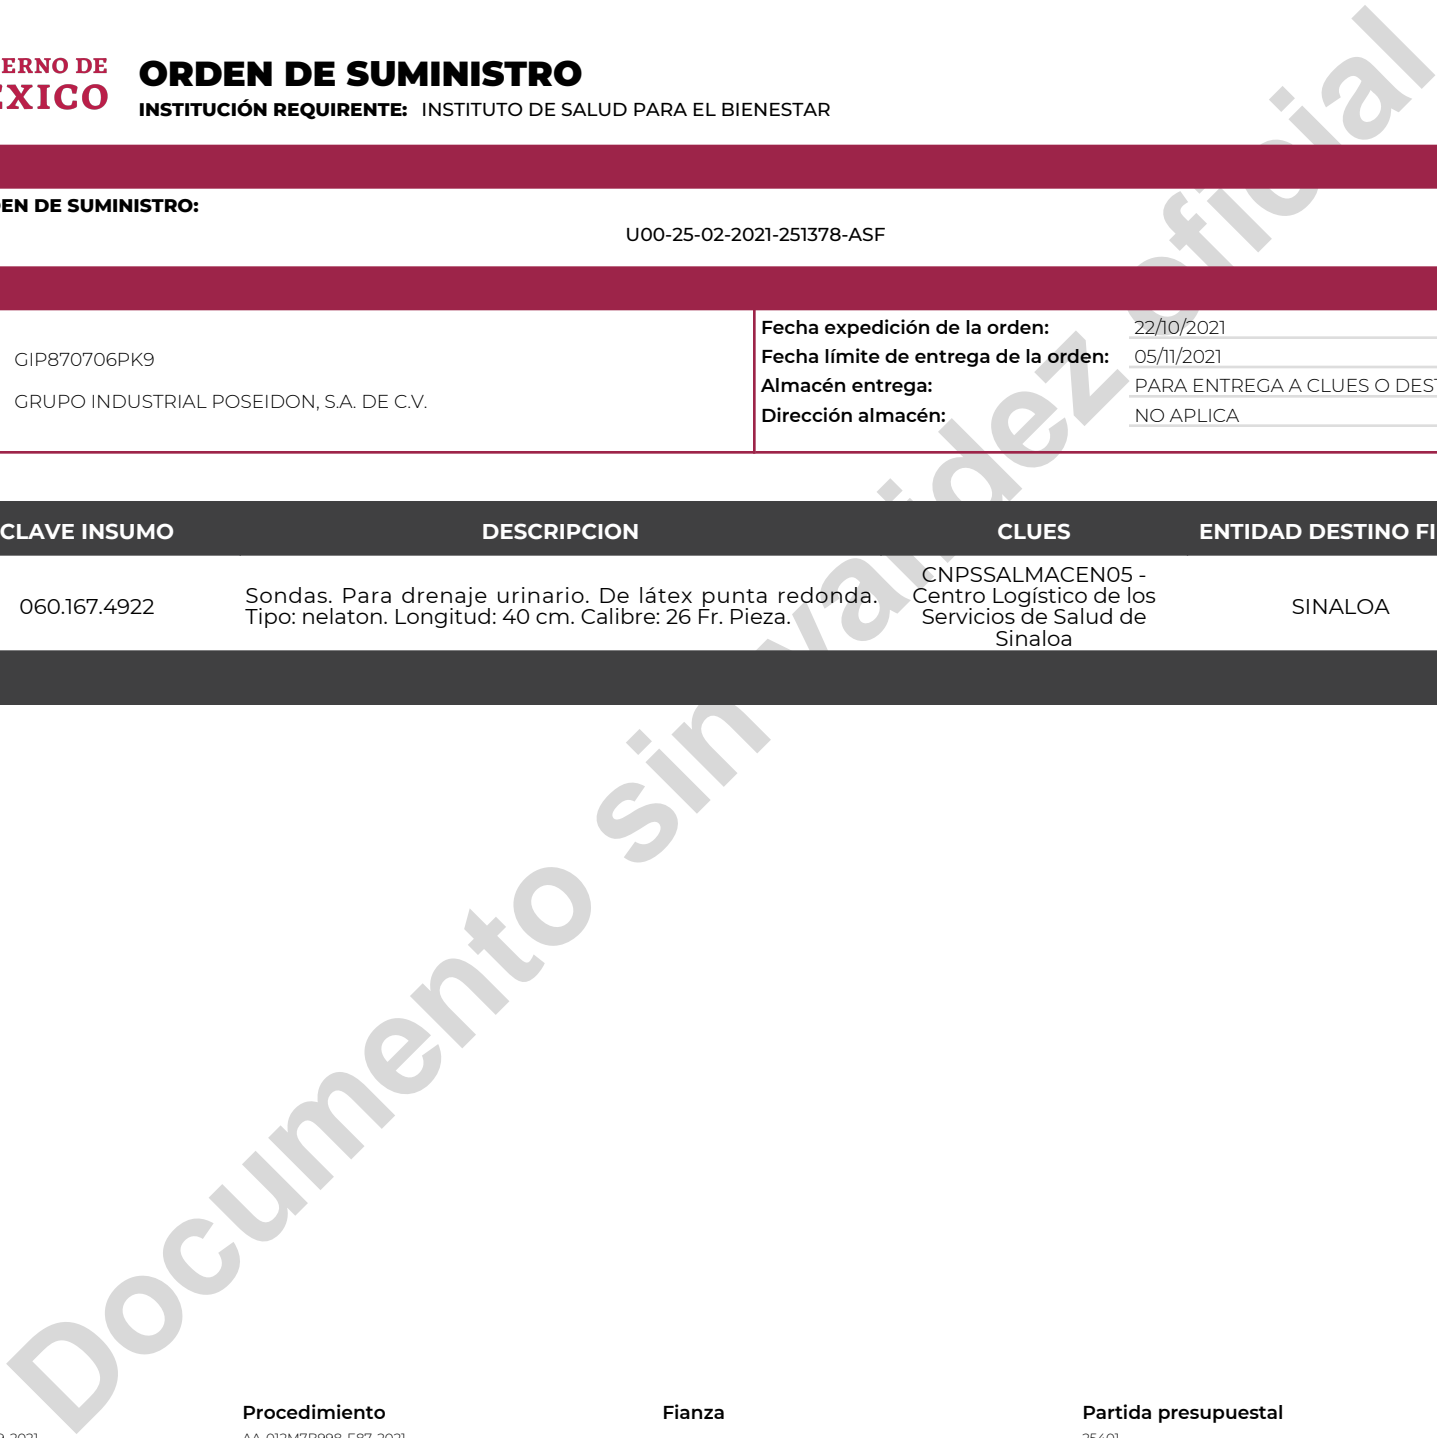 ERNO DE
ORDEN DE SUMINISTRO
EXICO
INSTITUCIÓN REQUIRENTE: INSTITUTO DE SALUD PARA EL BIENESTAR
EN DE SUMINISTRO:
U00-25-02-2021-251378-ASF
GIP870706PK9
GRUPO INDUSTRIAL POSEIDON, S.A. DE C.V.
Fecha expedición de la orden: 22/10/2021
Fecha límite de entrega de la orden: 05/11/2021
Almacén entrega: PARA ENTREGA A CLUES O DEST
Dirección almacén: NO APLICA
CLAVE INSUMO DESCRIPCION CLUES ENTIDAD DESTINO FI
060.167.4922
Sondas. Para drenaje urinario. De látex punta redonda.
Tipo: nelaton. Longitud: 40 cm. Calibre: 26 Fr. Pieza.
CNPSSALMACEN05 -
Centro Logístico de los
Servicios de Salud de
Sinaloa
SINALOA
Documento sin validez oficial
Procedimiento Fianza Partida presupuestal